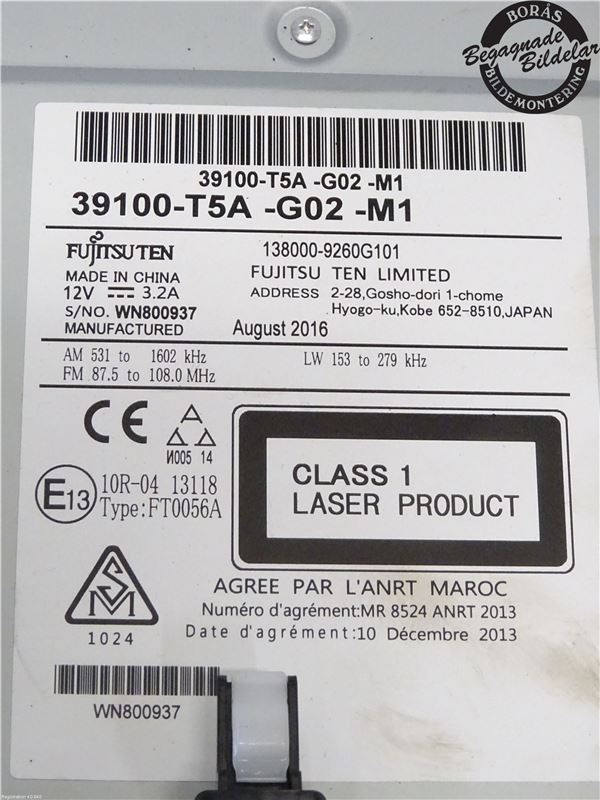 BORÅS
Begagnade
Bildelar
BILDEMONTERING
39100-T5A -G02 -M1
39100-T5A -G02 -M1
FUJITSU TEN
138000-9260G101
MADE IN CHINA
FUJITSU TEN LIMITED
12V 3.2A
ADDRESS 2-28,Gosho-dori 1-chome
S/NO. WN800937
Hyogo-ku,Kobe 652-8510,JAPAN
MANUFACTURED August 2016
AM 531 to 1602 kHz LW 153 to 279 kHz
FM 87.5 to 108.0 MHz
CE
A
И005 14
E13
10R-04 13118
Type:FT0056A
CLASS 1
LASER PRODUCT
SM
1024
AGREE PAR L'ANRT MAROC
Numéro d'agrément:MR 8524 ANRT 2013
Date d'agrément:10 Décembre 2013
WN800937